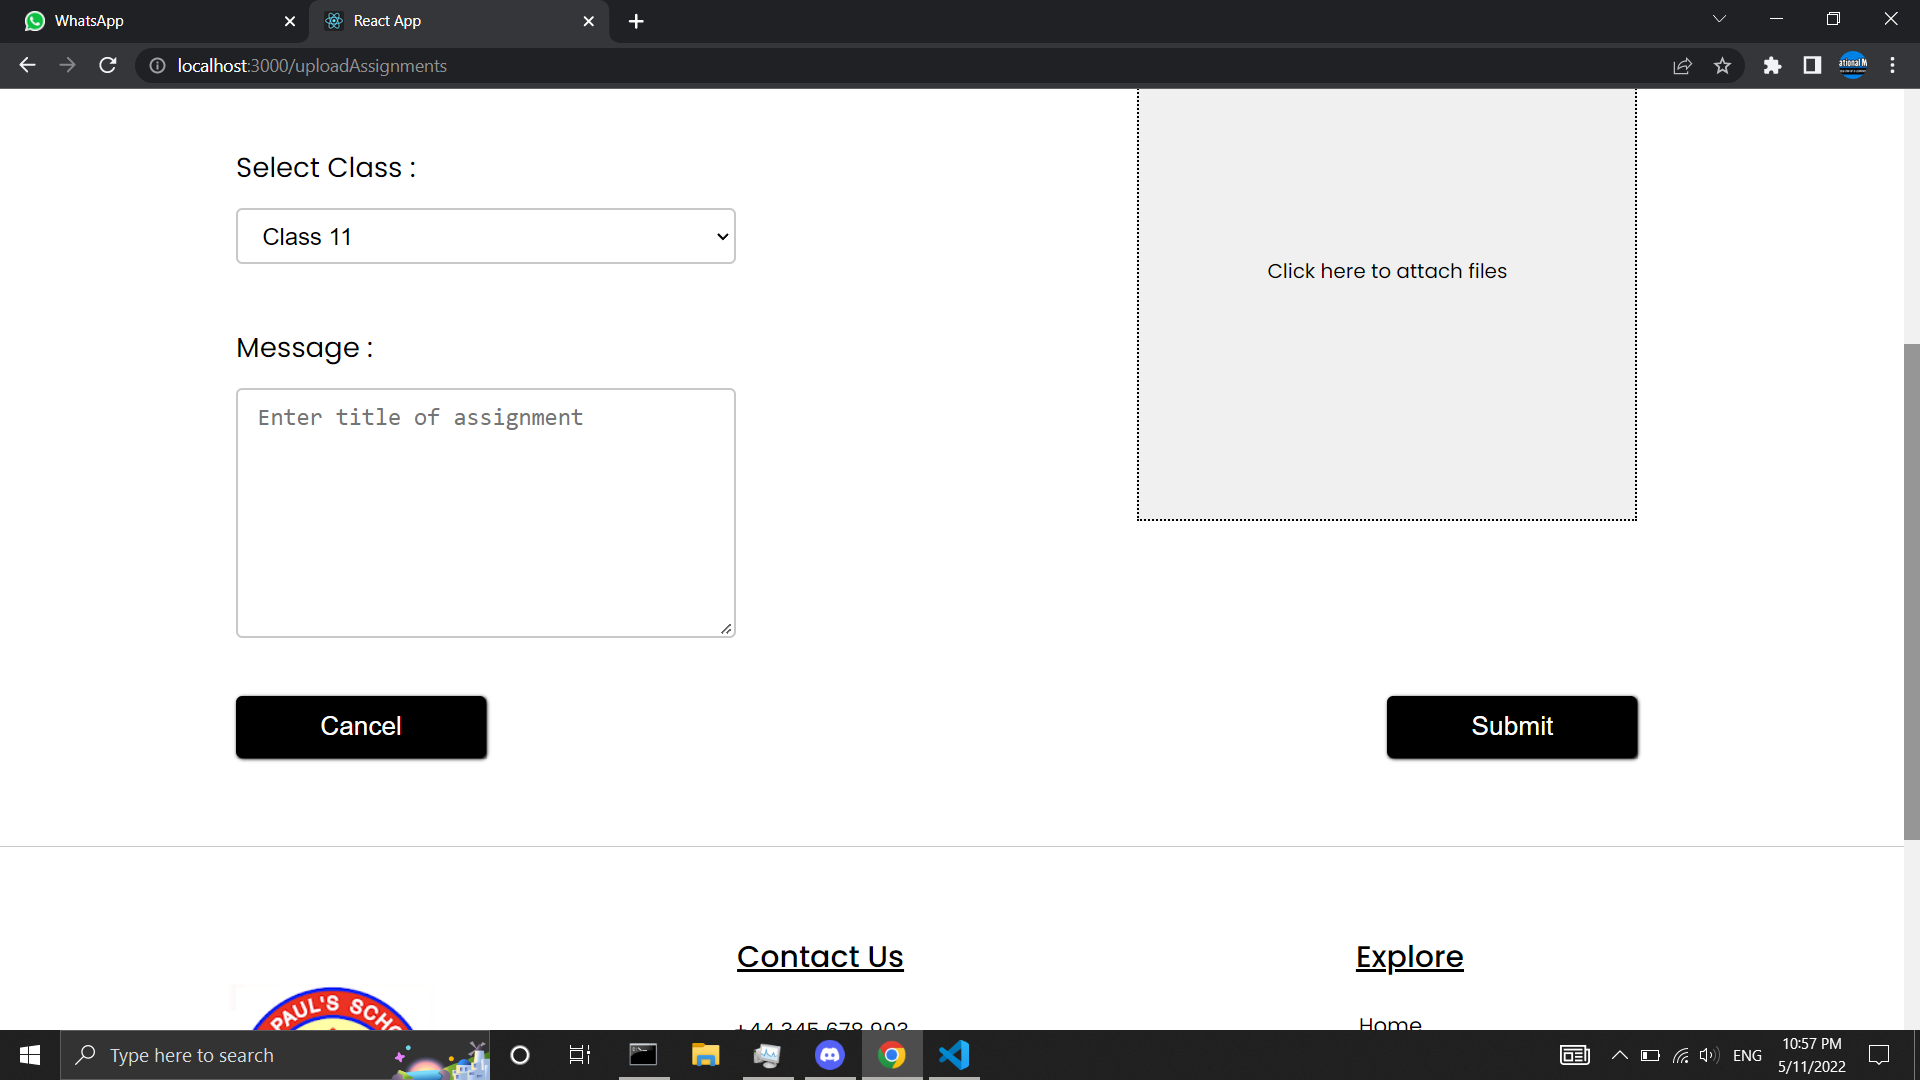 WhatsApp
React App
localhost:3000/uploadAssignments
Select Class :
Class 11
Click here to attach files
Message :
Enter title of assignment
Cancel
Submit
Contact Us
Explore
PAUL'S SCHO
+44 345 678 903
Home
Type here to search
ENG
10:57 PM
5/11/2022